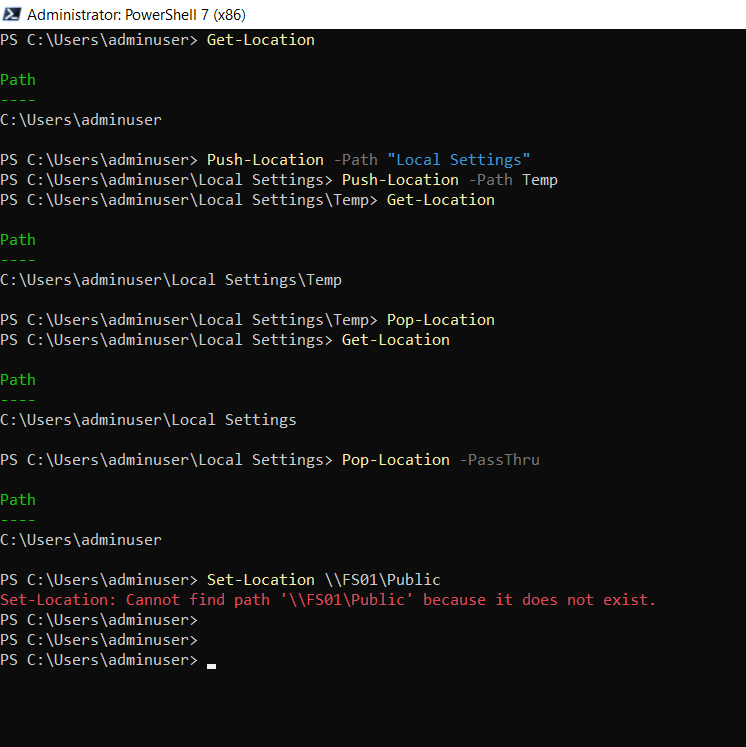 Administrator: PowerShell 7 (x86)
PS C:\Users\adminuser> Get-Location
Path
----
C:\Users\adminuser
PS C:\Users\adminuser> Push-Location -Path "Local Settings"
PS C:\Users\adminuser\Local Settings> Push-Location -Path Temp
PS C:\Users\adminuser\Local Settings\Temp> Get-Location
Path
----
C:\Users\adminuser\Local Settings\Temp
PS C:\Users\adminuser\Local Settings\Temp> Pop-Location
PS C:\Users\adminuser\Local Settings> Get-Location
Path
----
C:\Users\adminuser\Local Settings
PS C:\Users\adminuser\Local Settings> Pop-Location -PassThru
Path
----
C:\Users\adminuser
PS C:\Users\adminuser> Set-Location \\FS01\Public
Set-Location: Cannot find path '\\FS01\Public' because it does not exist.
PS C:\Users\adminuser>
PS C:\Users\adminuser>
PS C:\Users\adminuser>